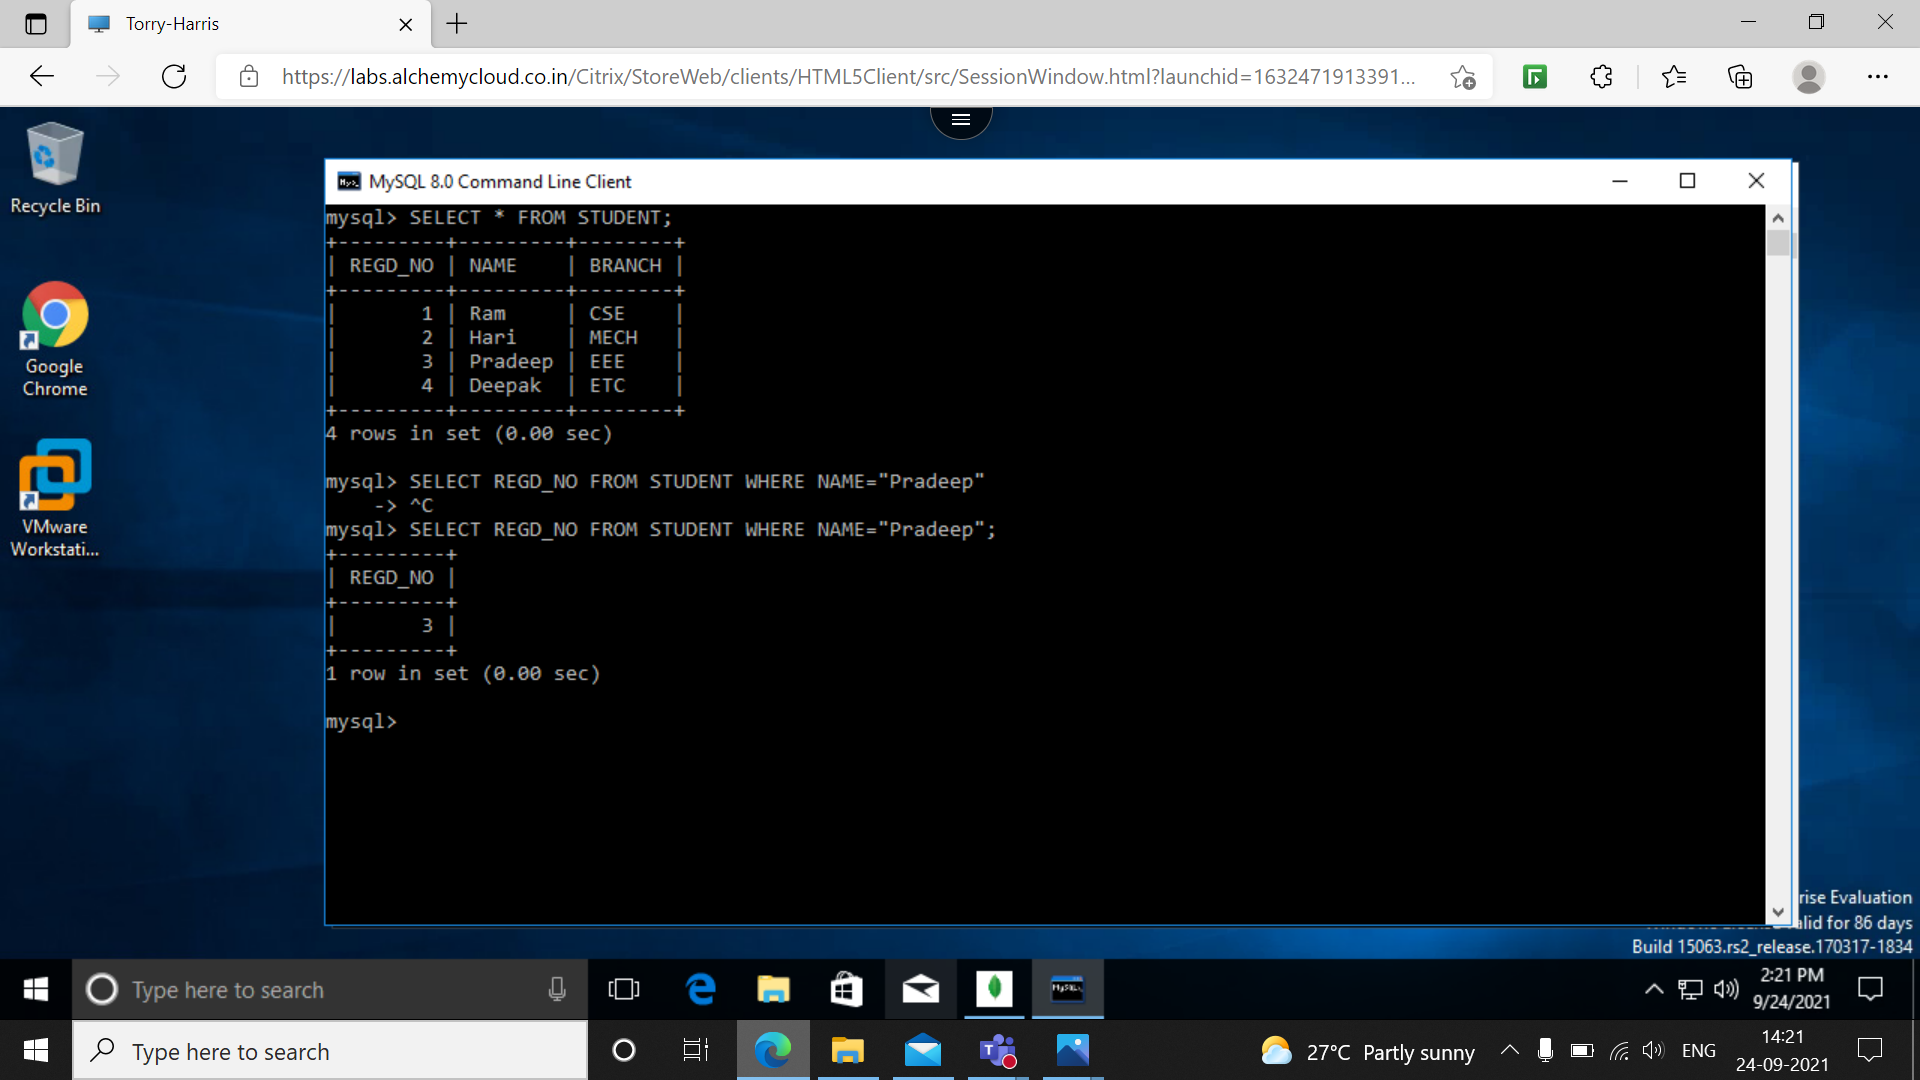 Torry-Harris
https://labs.alchemycloud.co.in/Citrix/StoreWeb/clients/HTML5Client/src/SessionWindow.html?launchid=1632471913391...
Recycle Bin
Google
Chrome
VMware
Workstati...
MySQL 8.0 Command Line Client
mysql> SELECT * FROM STUDENT;
+---------+---------+--------+
| REGD_NO | NAME    | BRANCH |
+---------+---------+--------+
|       1 | Ram     | CSE    |
|       2 | Hari    | MECH   |
|       3 | Pradeep | EEE    |
|       4 | Deepak  | ETC    |
+---------+---------+--------+
4 rows in set (0.00 sec)
mysql> SELECT REGD_NO FROM STUDENT WHERE NAME="Pradeep"
    -> ^C
mysql> SELECT REGD_NO FROM STUDENT WHERE NAME="Pradeep";
+---------+
| REGD_NO |
+---------+
|       3 |
+---------+
1 row in set (0.00 sec)
mysql>
rise Evaluation
alid for 86 days
Build 15063.rs2_release.170317-1834
Type here to search
2:21 PM
9/24/2021
Type here to search
27°C Partly sunny
ENG
14:21
24-09-2021